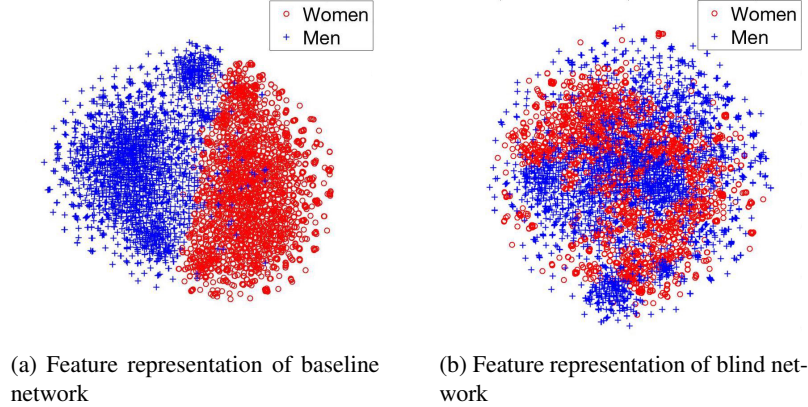 Women
Men
Women
Men
(a) Feature representation of baseline
network
(b) Feature representation of blind net-
work